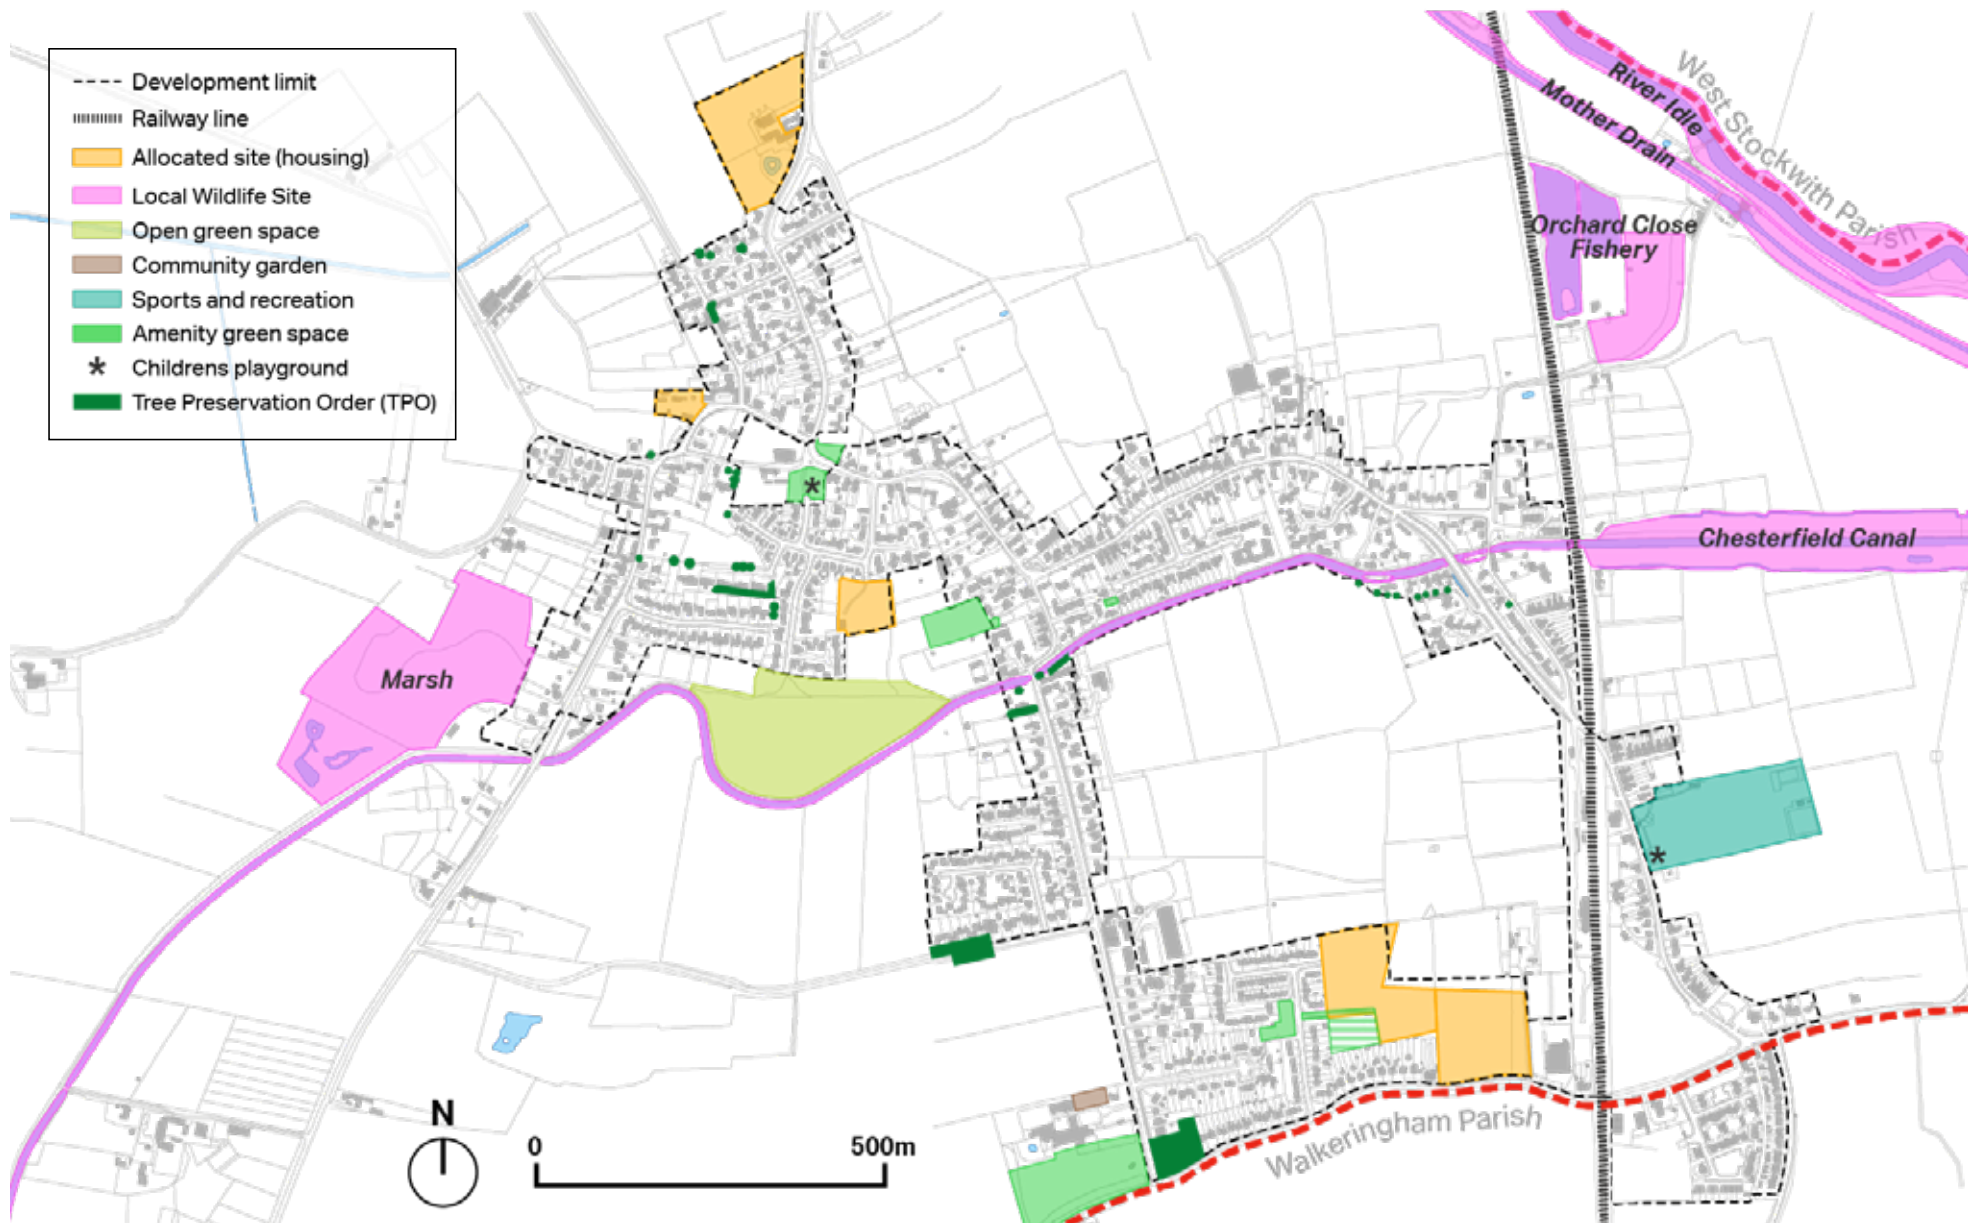 Development limit
Railway line
Allocated site (housing)
Local Wildlife Site
Open green space
Community garden
Sports and recreation
Amenity green space
* Childrens playground
Tree Preservation Order (TPO)
River Idle
West Stockwith Parish
Mother Drain
Orchard Close
Fishery
Chesterfield Canal
*
Marsh
*
N
0 500m
Walkeringham Parish